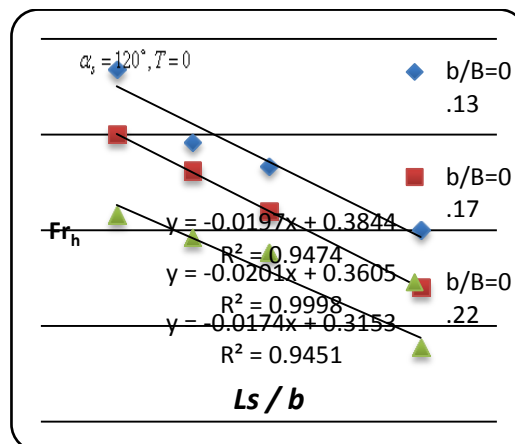 α_s = 120°, T = 0
b/B=0
.13
b/B=0
.17
Fr_h
y = -0.0197x + 0.3844
R² = 0.9474
y = -0.0201x + 0.3605
R² = 0.9998
y = -0.0174x + 0.3153
R² = 0.9451
b/B=0
.22
Ls / b